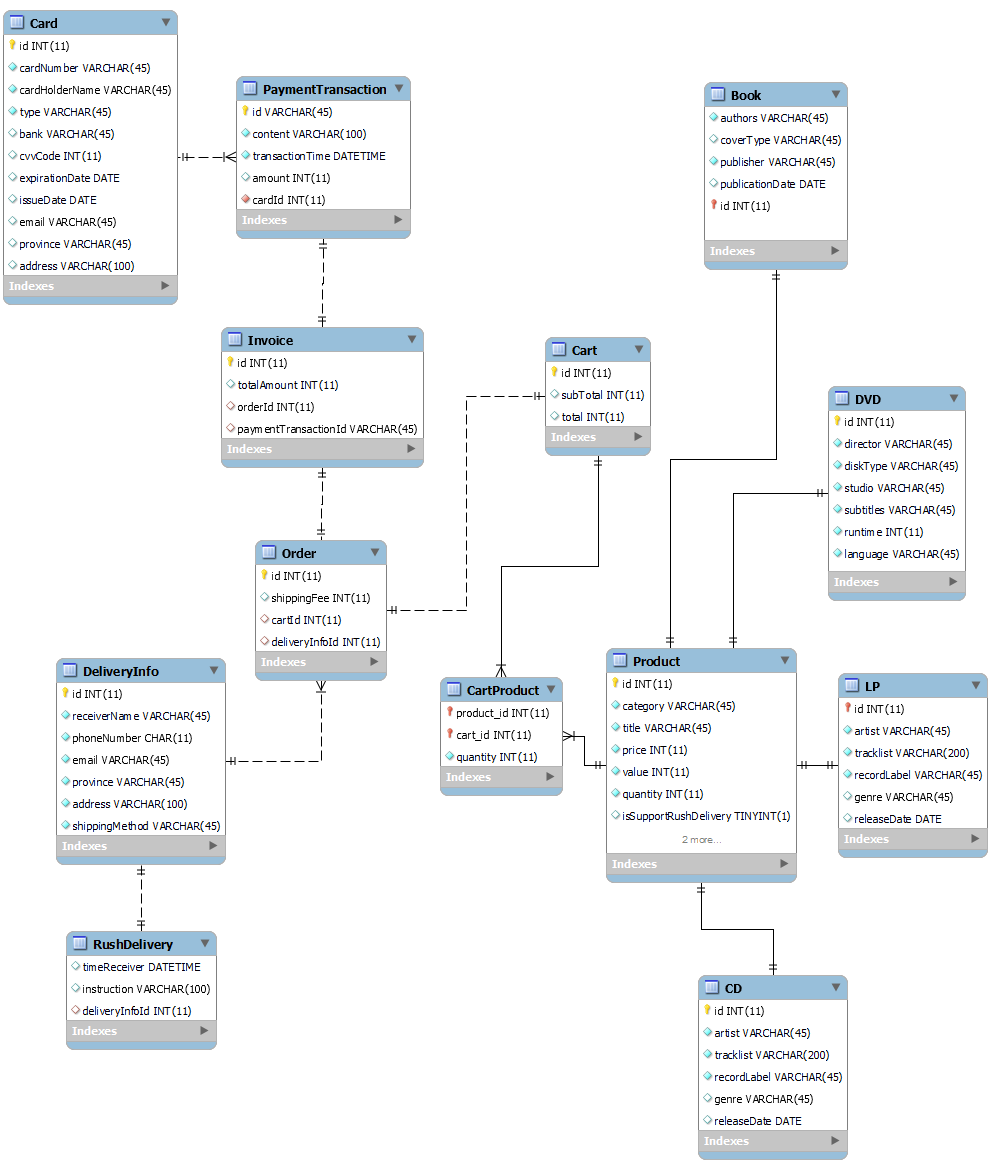 Card
id INT(11)
cardNumber VARCHAR(45)
cardHolderName VARCHAR(45)
type VARCHAR(45)
bank VARCHAR(45)
cvvCode INT(11)
expirationDate DATE
issueDate DATE
email VARCHAR(45)
province VARCHAR(45)
address VARCHAR(100)
Indexes
PaymentTransaction
id VARCHAR(45)
content VARCHAR(100)
transactionTime DATETIME
amount INT(11)
cardId INT(11)
Indexes
Book
authors VARCHAR(45)
coverType VARCHAR(45)
publisher VARCHAR(45)
publicationDate DATE
id INT(11)
Indexes
Invoice
id INT(11)
totalAmount INT(11)
orderId INT(11)
paymentTransactionId VARCHAR(45)
Indexes
Cart
id INT(11)
subTotal INT(11)
total INT(11)
Indexes
DVD
id INT(11)
director VARCHAR(45)
diskType VARCHAR(45)
studio VARCHAR(45)
subtitles VARCHAR(45)
runtime INT(11)
language VARCHAR(45)
Indexes
Order
id INT(11)
shippingFee INT(11)
cartId INT(11)
deliveryInfoId INT(11)
Indexes
DeliveryInfo
id INT(11)
receiverName VARCHAR(45)
phoneNumber CHAR(11)
email VARCHAR(45)
province VARCHAR(45)
address VARCHAR(100)
shippingMethod VARCHAR(45)
Indexes
CartProduct
product_id INT(11)
cart_id INT(11)
quantity INT(11)
Indexes
Product
id INT(11)
category VARCHAR(45)
title VARCHAR(45)
price INT(11)
value INT(11)
quantity INT(11)
isSupportRushDelivery TINYINT(1)
2 more...
Indexes
LP
id INT(11)
artist VARCHAR(45)
tracklist VARCHAR(200)
recordLabel VARCHAR(45)
genre VARCHAR(45)
releaseDate DATE
Indexes
RushDelivery
timeReceiver DATETIME
instruction VARCHAR(100)
deliveryInfoId INT(11)
Indexes
CD
id INT(11)
artist VARCHAR(45)
tracklist VARCHAR(200)
recordLabel VARCHAR(45)
genre VARCHAR(45)
releaseDate DATE
Indexes